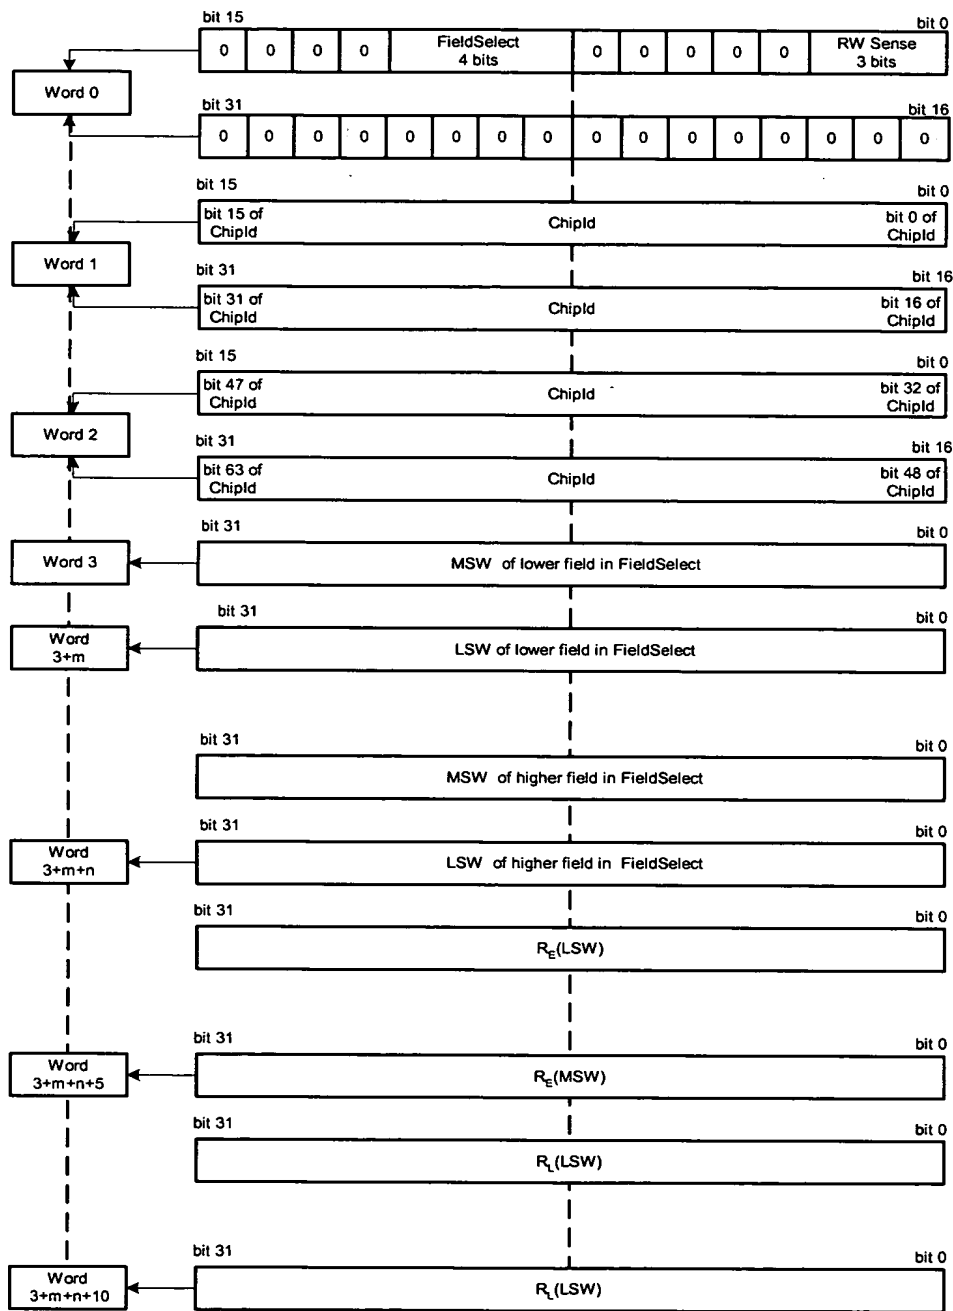 bit 15
bit 0
0 0 0 0 FieldSelect 0 0 0 0 0 RW Sense
4 bits 3 bits
Word 0
bit 31
bit 16
0 0 0 0 0 0 0 0 0 0 0 0 0 0 0 0
bit 15
bit 0
bit 15 of ChipId bit 0 of
ChipId ChipId
Word 1
bit 31
bit 16
bit 31 of ChipId bit 16 of
ChipId ChipId
bit 15
bit 0
bit 47 of ChipId bit 32 of
ChipId ChipId
Word 2
bit 31
bit 16
bit 63 of ChipId bit 48 of
ChipId ChipId
bit 31
bit 0
Word 3
MSW of lower field in FieldSelect
bit 31
bit 0
Word
3+m
LSW of lower field in FieldSelect
bit 31
bit 0
MSW of higher field in FieldSelect
bit 31
bit 0
Word
3+m+n
LSW of higher field in FieldSelect
bit 31
bit 0
RE(LSW)
bit 31
bit 0
Word
3+m+n+5
RE(MSW)
bit 31
bit 0
RL(LSW)
bit 31
bit 0
Word
3+m+n+10
RL(LSW)